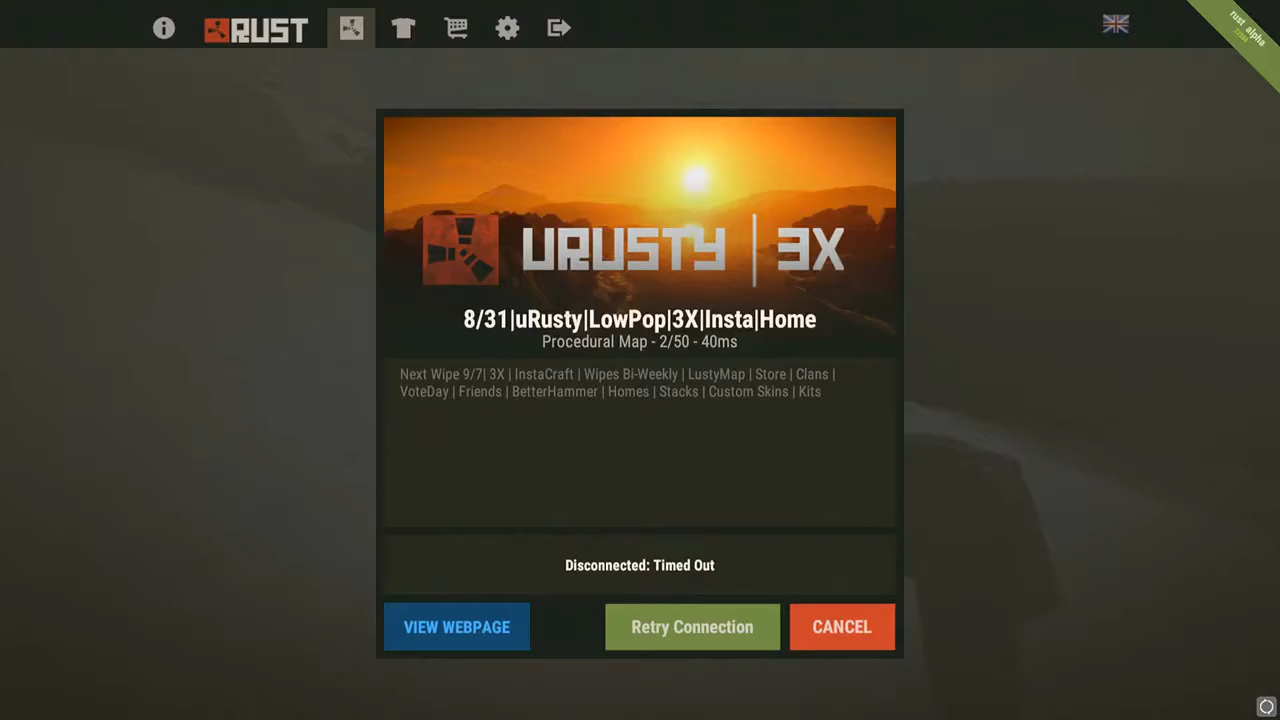 RUST
rust alpha
URUSTY | 3X
8/31|uRusty|LowPop|3X|Insta|Home
Procedural Map - 2/50 - 40ms
Next Wipe 9/7| 3X | InstaCraft | Wipes Bi-Weekly | LustyMap | Store | Clans |
VoteDay | Friends | BetterHammer | Homes | Stacks | Custom Skins | Kits
Disconnected: Timed Out
VIEW WEBPAGE
Retry Connection
CANCEL